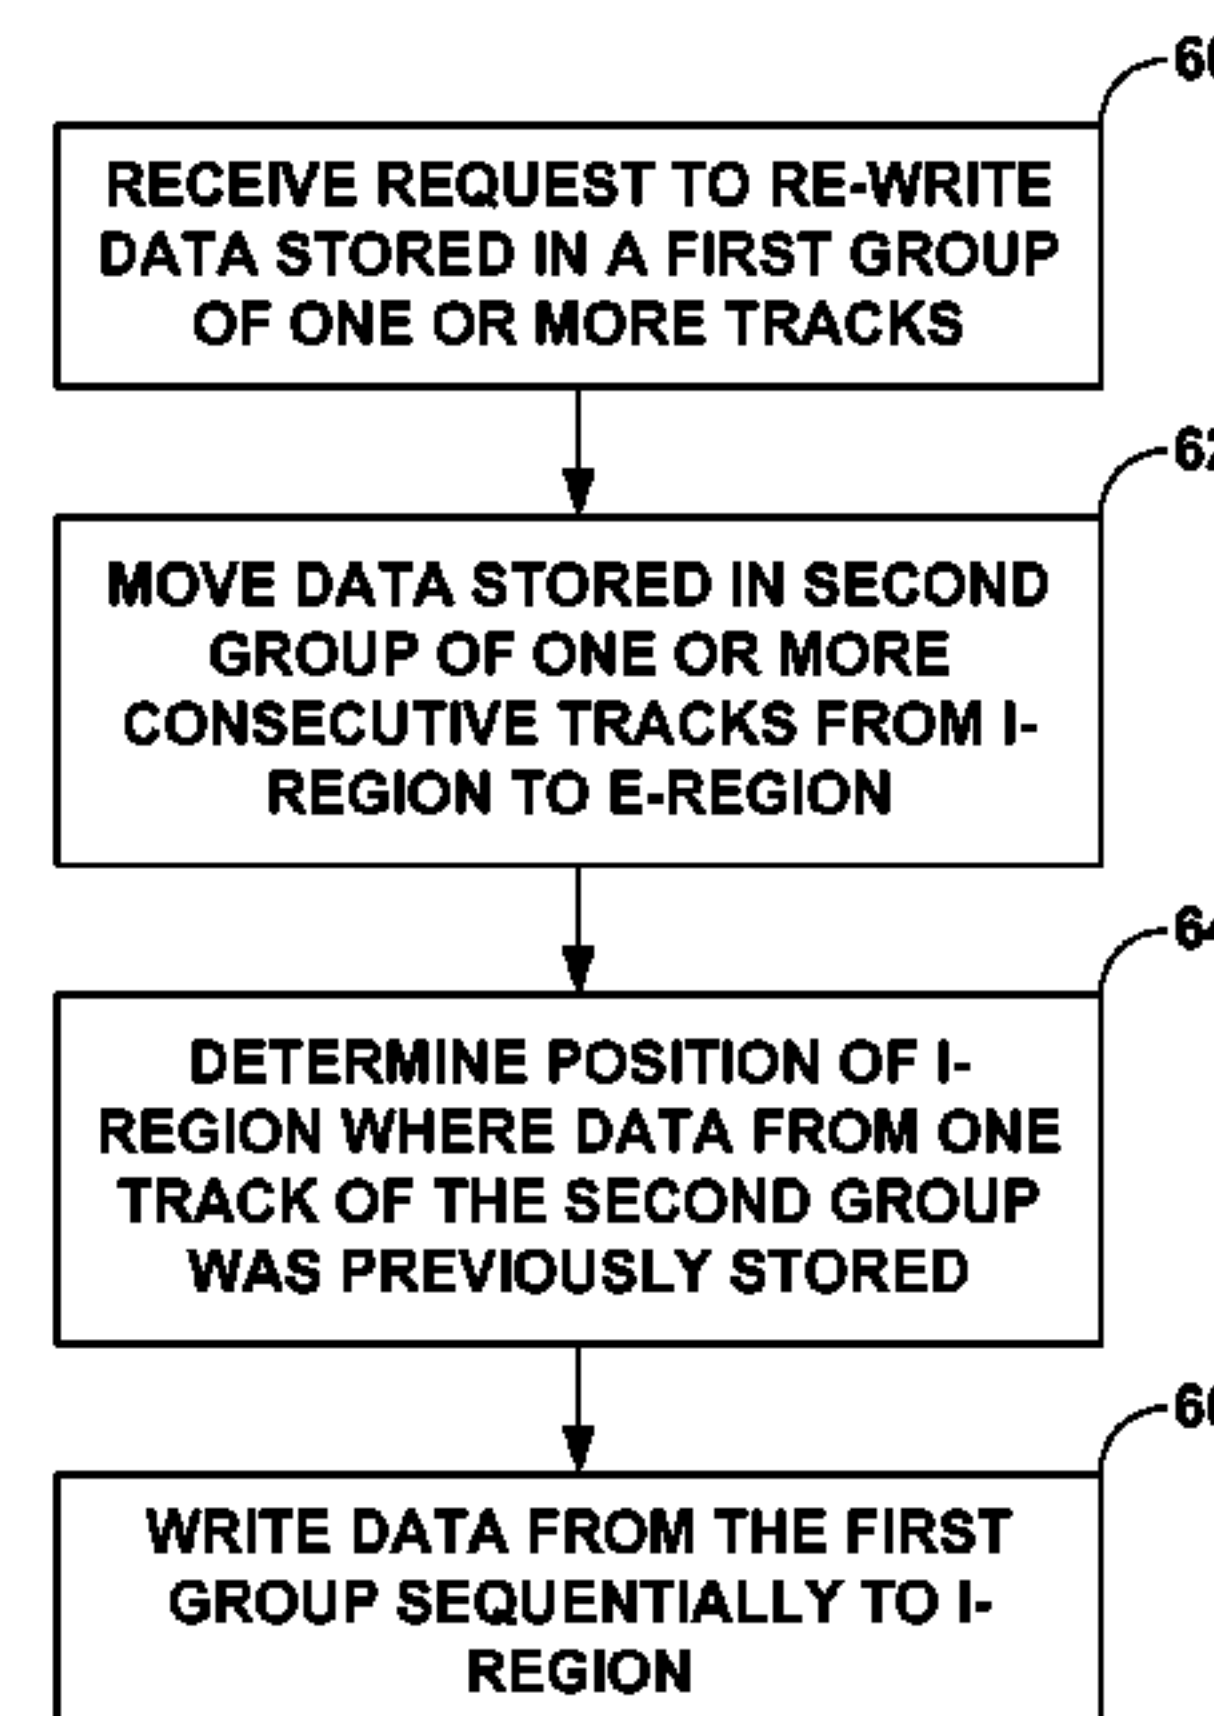 RECEIVE REQUEST TO RE-WRITE
DATA STORED IN A FIRST GROUP
OF ONE OR MORE TRACKS
MOVE DATA STORED IN SECOND
GROUP OF ONE OR MORE
CONSECUTIVE TRACKS FROM I-
REGION TO E-REGION
DETERMINE POSITION OF I-
REGION WHERE DATA FROM ONE
TRACK OF THE SECOND GROUP
WAS PREVIOUSLY STORED
WRITE DATA FROM THE FIRST
GROUP SEQUENTIALLY TO I-
REGION